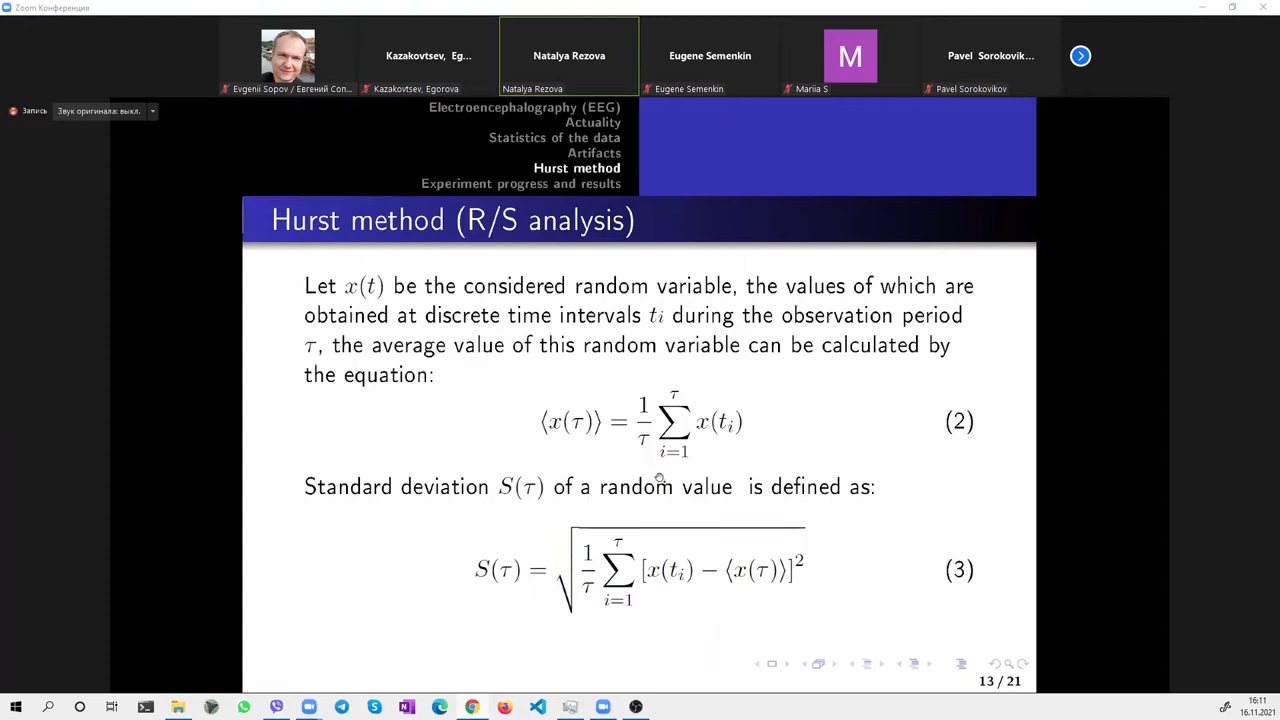 Zoom Конференция
Kazakovtsev, Eg...
Natalya Rezova
Eugene Semenkin
M
Pavel Sorokovik...
Evgenii Sopov / Евгений Соп...
Kazakovtsev, Egorova
Natalya Rezova
Eugene Semenkin
Mariia S
Pavel Sorokovikov
Запись
Звук оригинала: выкл.
Electroencephalography (EEG)
Actuality
Statistics of the data
Artifacts
Hurst method
Experiment progress and results
Hurst method (R/S analysis)
Let x(t) be the considered random variable, the values of which are
obtained at discrete time intervals ti during the observation period
τ, the average value of this random variable can be calculated by
the equation:
⟨x(τ)⟩ = 1/τ ∑_{i=1}^{τ} x(t_i) (2)
Standard deviation S(τ) of a random value is defined as:
S(τ) = √(1/τ ∑_{i=1}^{τ} [x(t_i) − ⟨x(τ)⟩]²) (3)
13 / 21
16:11
16.11.2021